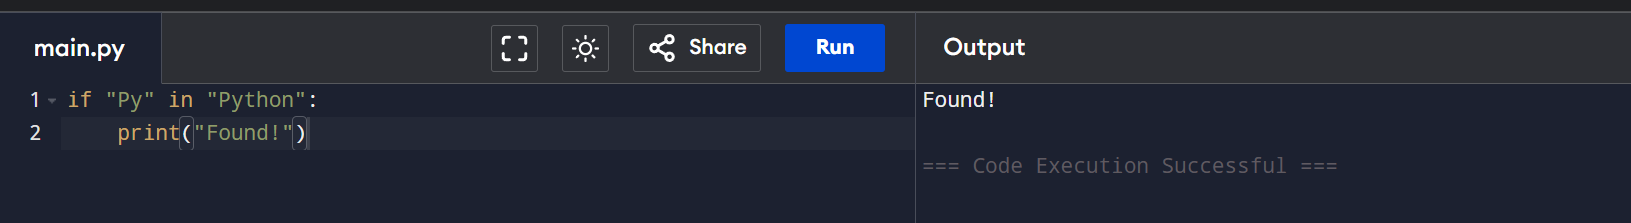 main.py
Share
Run
Output
1 if "Py" in "Python":
2     print("Found!")
Found!
=== Code Execution Successful ===